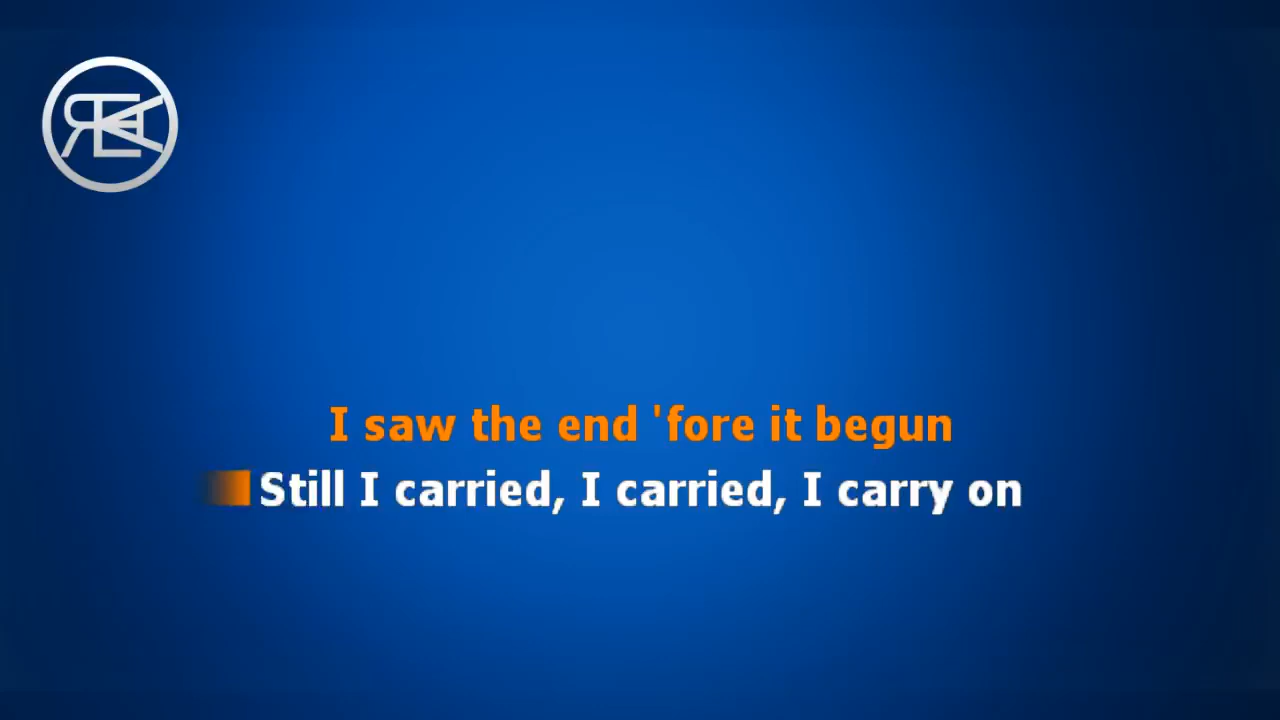 I saw the end 'fore it begun
Still I carried, I carried, I carry on